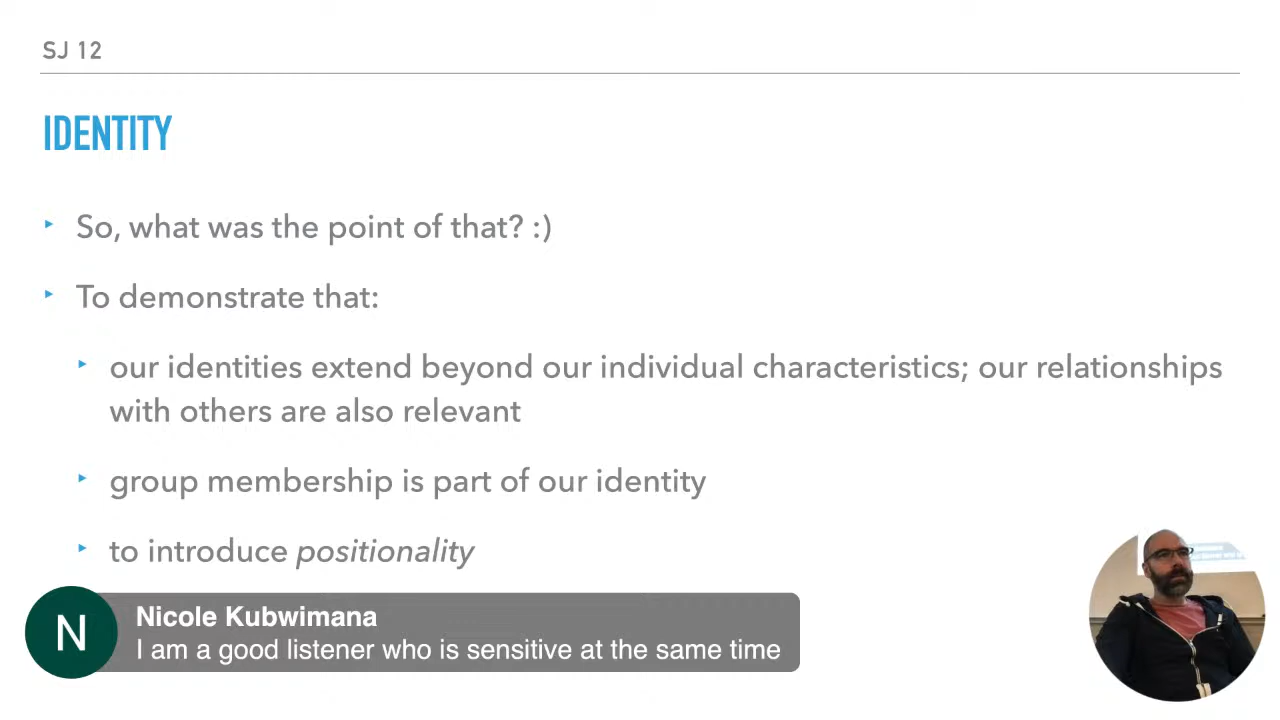 SJ 12
IDENTITY
So, what was the point of that? :)
To demonstrate that:
our identities extend beyond our individual characteristics; our relationships
with others are also relevant
group membership is part of our identity
to introduce positionality
N
Nicole Kubwimana
I am a good listener who is sensitive at the same time